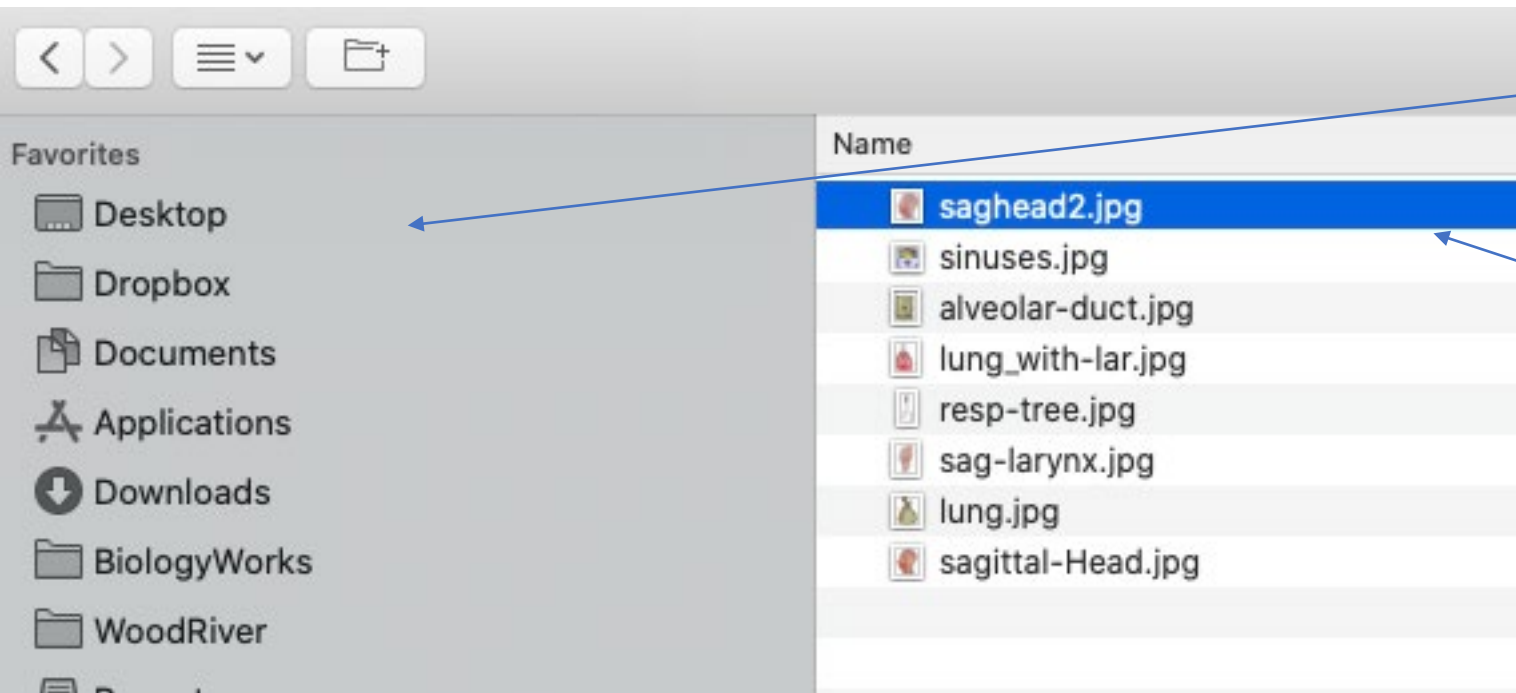 Favorites
Desktop
Dropbox
Documents
Applications
Downloads
BiologyWorks
WoodRiver
Name
saghead2.jpg
sinuses.jpg
alveolar-duct.jpg
lung_with-lar.jpg
resp-tree.jpg
sag-larynx.jpg
lung.jpg
sagittal-Head.jpg